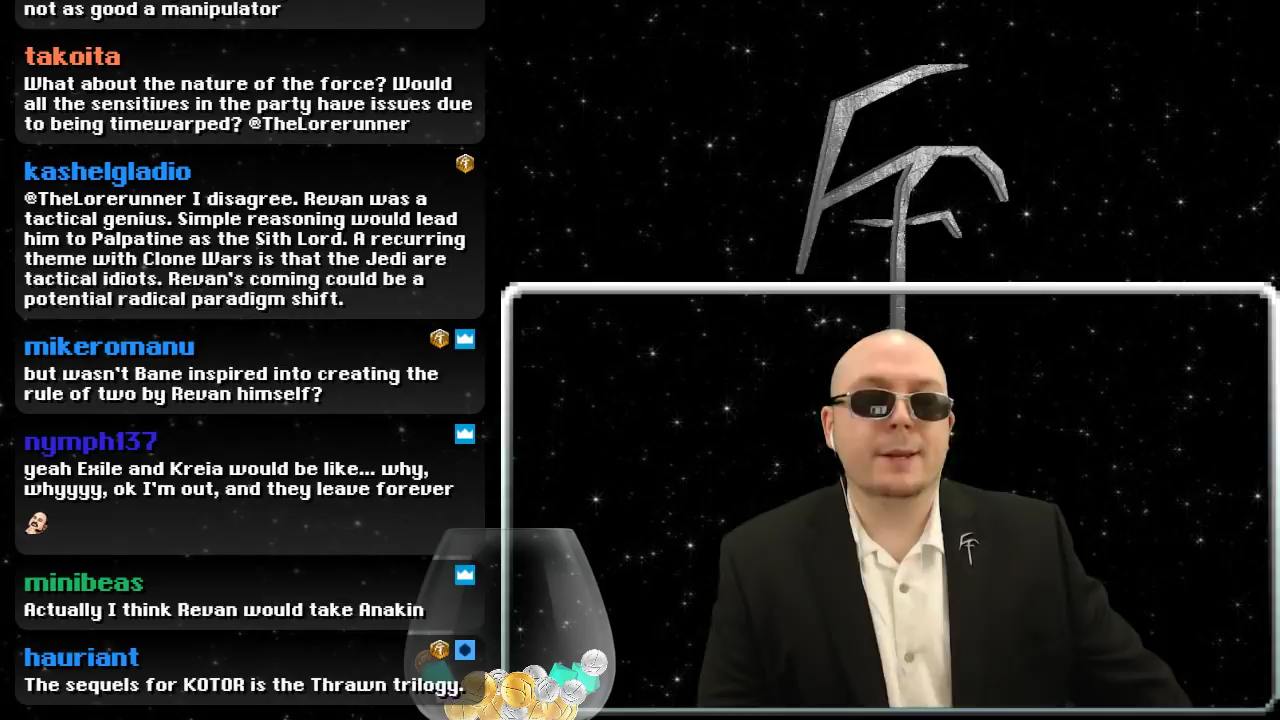 not as good a manipulator
takoita
What about the nature of the force? Would
all the sensitives in the party have issues due
to being timewarped? @TheLorerunner
kashelgladio
@TheLorerunner I disagree. Revan was a
tactical genius. Simple reasoning would lead
him to Palpatine as the Sith Lord. A recurring
theme with Clone Wars is that the Jedi are
tactical idiots. Revan's coming could be a
potential radical paradigm shift.
mikeromanu
but wasn't Bane inspired into creating the
rule of two by Revan himself?
nymph137
yeah Exile and Kreia would be like... why,
whyyyy, ok I'm out, and they leave forever
minibeas
Actually I think Revan would take Anakin
hauriant
The sequels for KOTOR is the Thrawn trilogy.